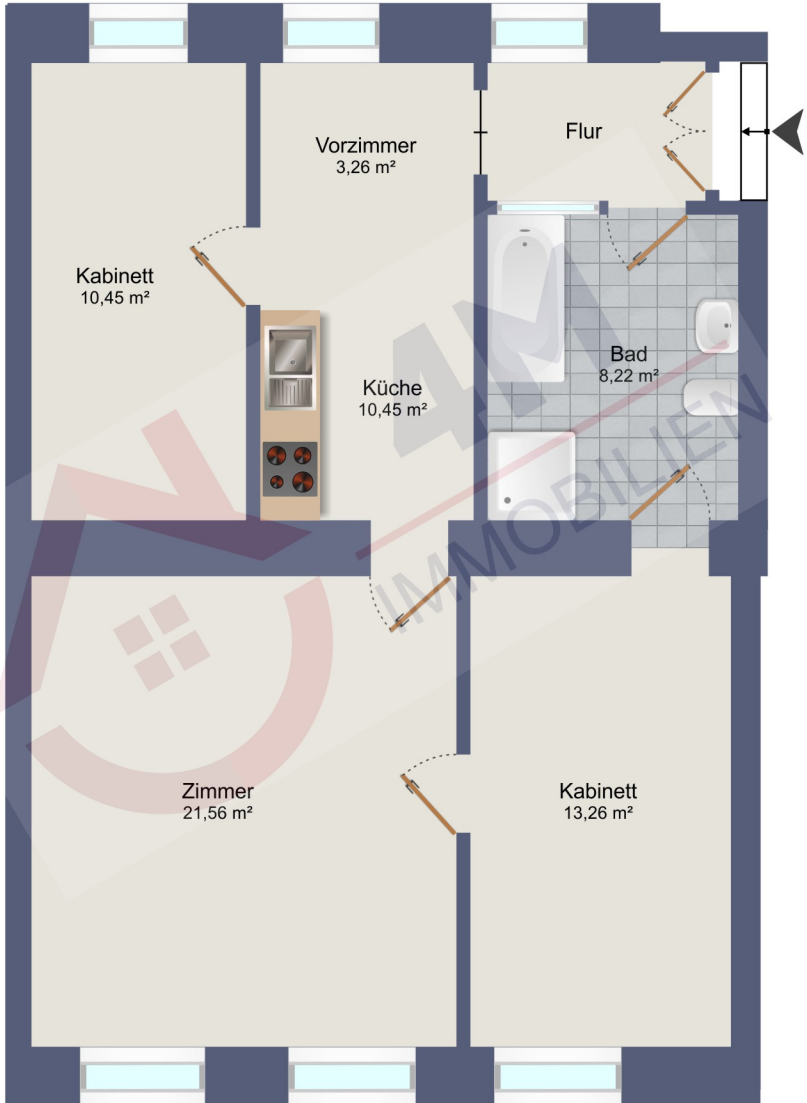 Vorzimmer
3,26 m²
Flur
Kabinett
10,45 m²
Küche
10,45 m²
Bad
8,22 m²
4M
IMMOBILIEN
Zimmer
21,56 m²
Kabinett
13,26 m²